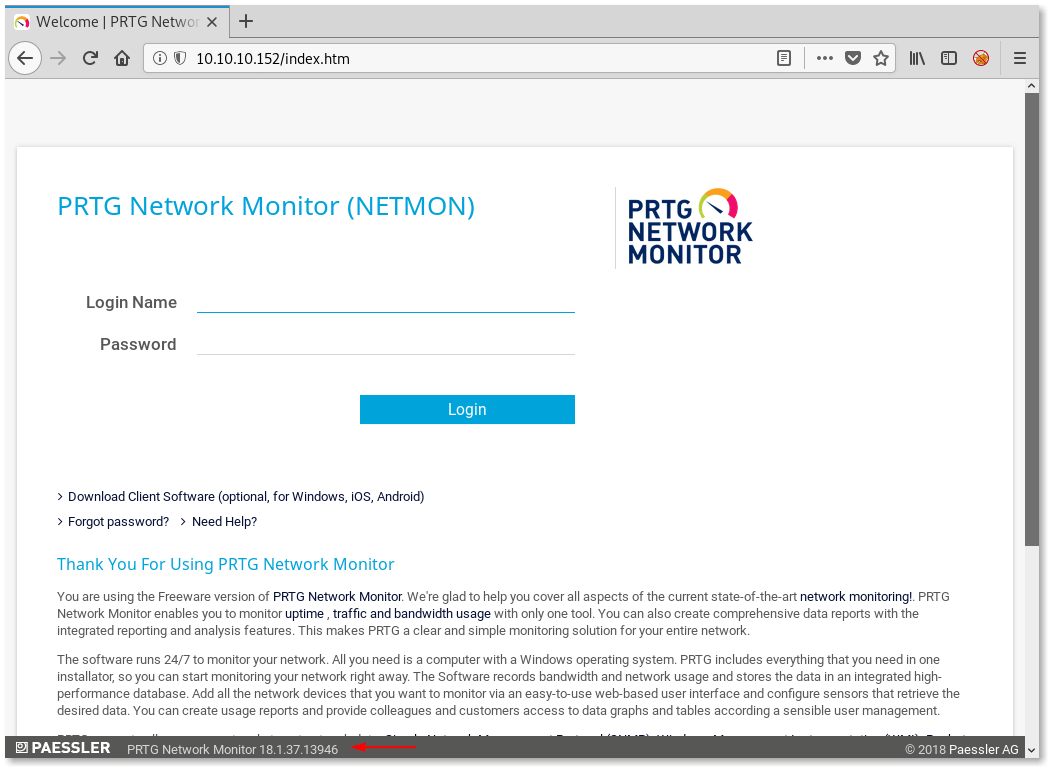 Welcome | PRTG Networ
10.10.10.152/index.htm
PRTG Network Monitor (NETMON)
PRTG
NETWORK
MONITOR
Login Name
Password
Login
Download Client Software (optional, for Windows, iOS, Android)
Forgot password? Need Help?
Thank You For Using PRTG Network Monitor
You are using the Freeware version of PRTG Network Monitor. We're glad to help you cover all aspects of the current state-of-the-art network monitoring!. PRTG
Network Monitor enables you to monitor uptime , traffic and bandwidth usage with only one tool. You can also create comprehensive data reports with the
integrated reporting and analysis features. This makes PRTG a clear and simple monitoring solution for your entire network.
The software runs 24/7 to monitor your network. All you need is a computer with a Windows operating system. PRTG includes everything that you need in one
installator, so you can start monitoring your network right away. The Software records bandwidth and network usage and stores the data in an integrated high-
performance database. Add all the network devices that you want to monitor via an easy-to-use web-based user interface and configure sensors that retrieve the
desired data. You can create usage reports and provide colleagues and customers access to data graphs and tables according a sensible user management.
PAESSLER PRTG Network Monitor 18.1.37.13946 © 2018 Paessler AG